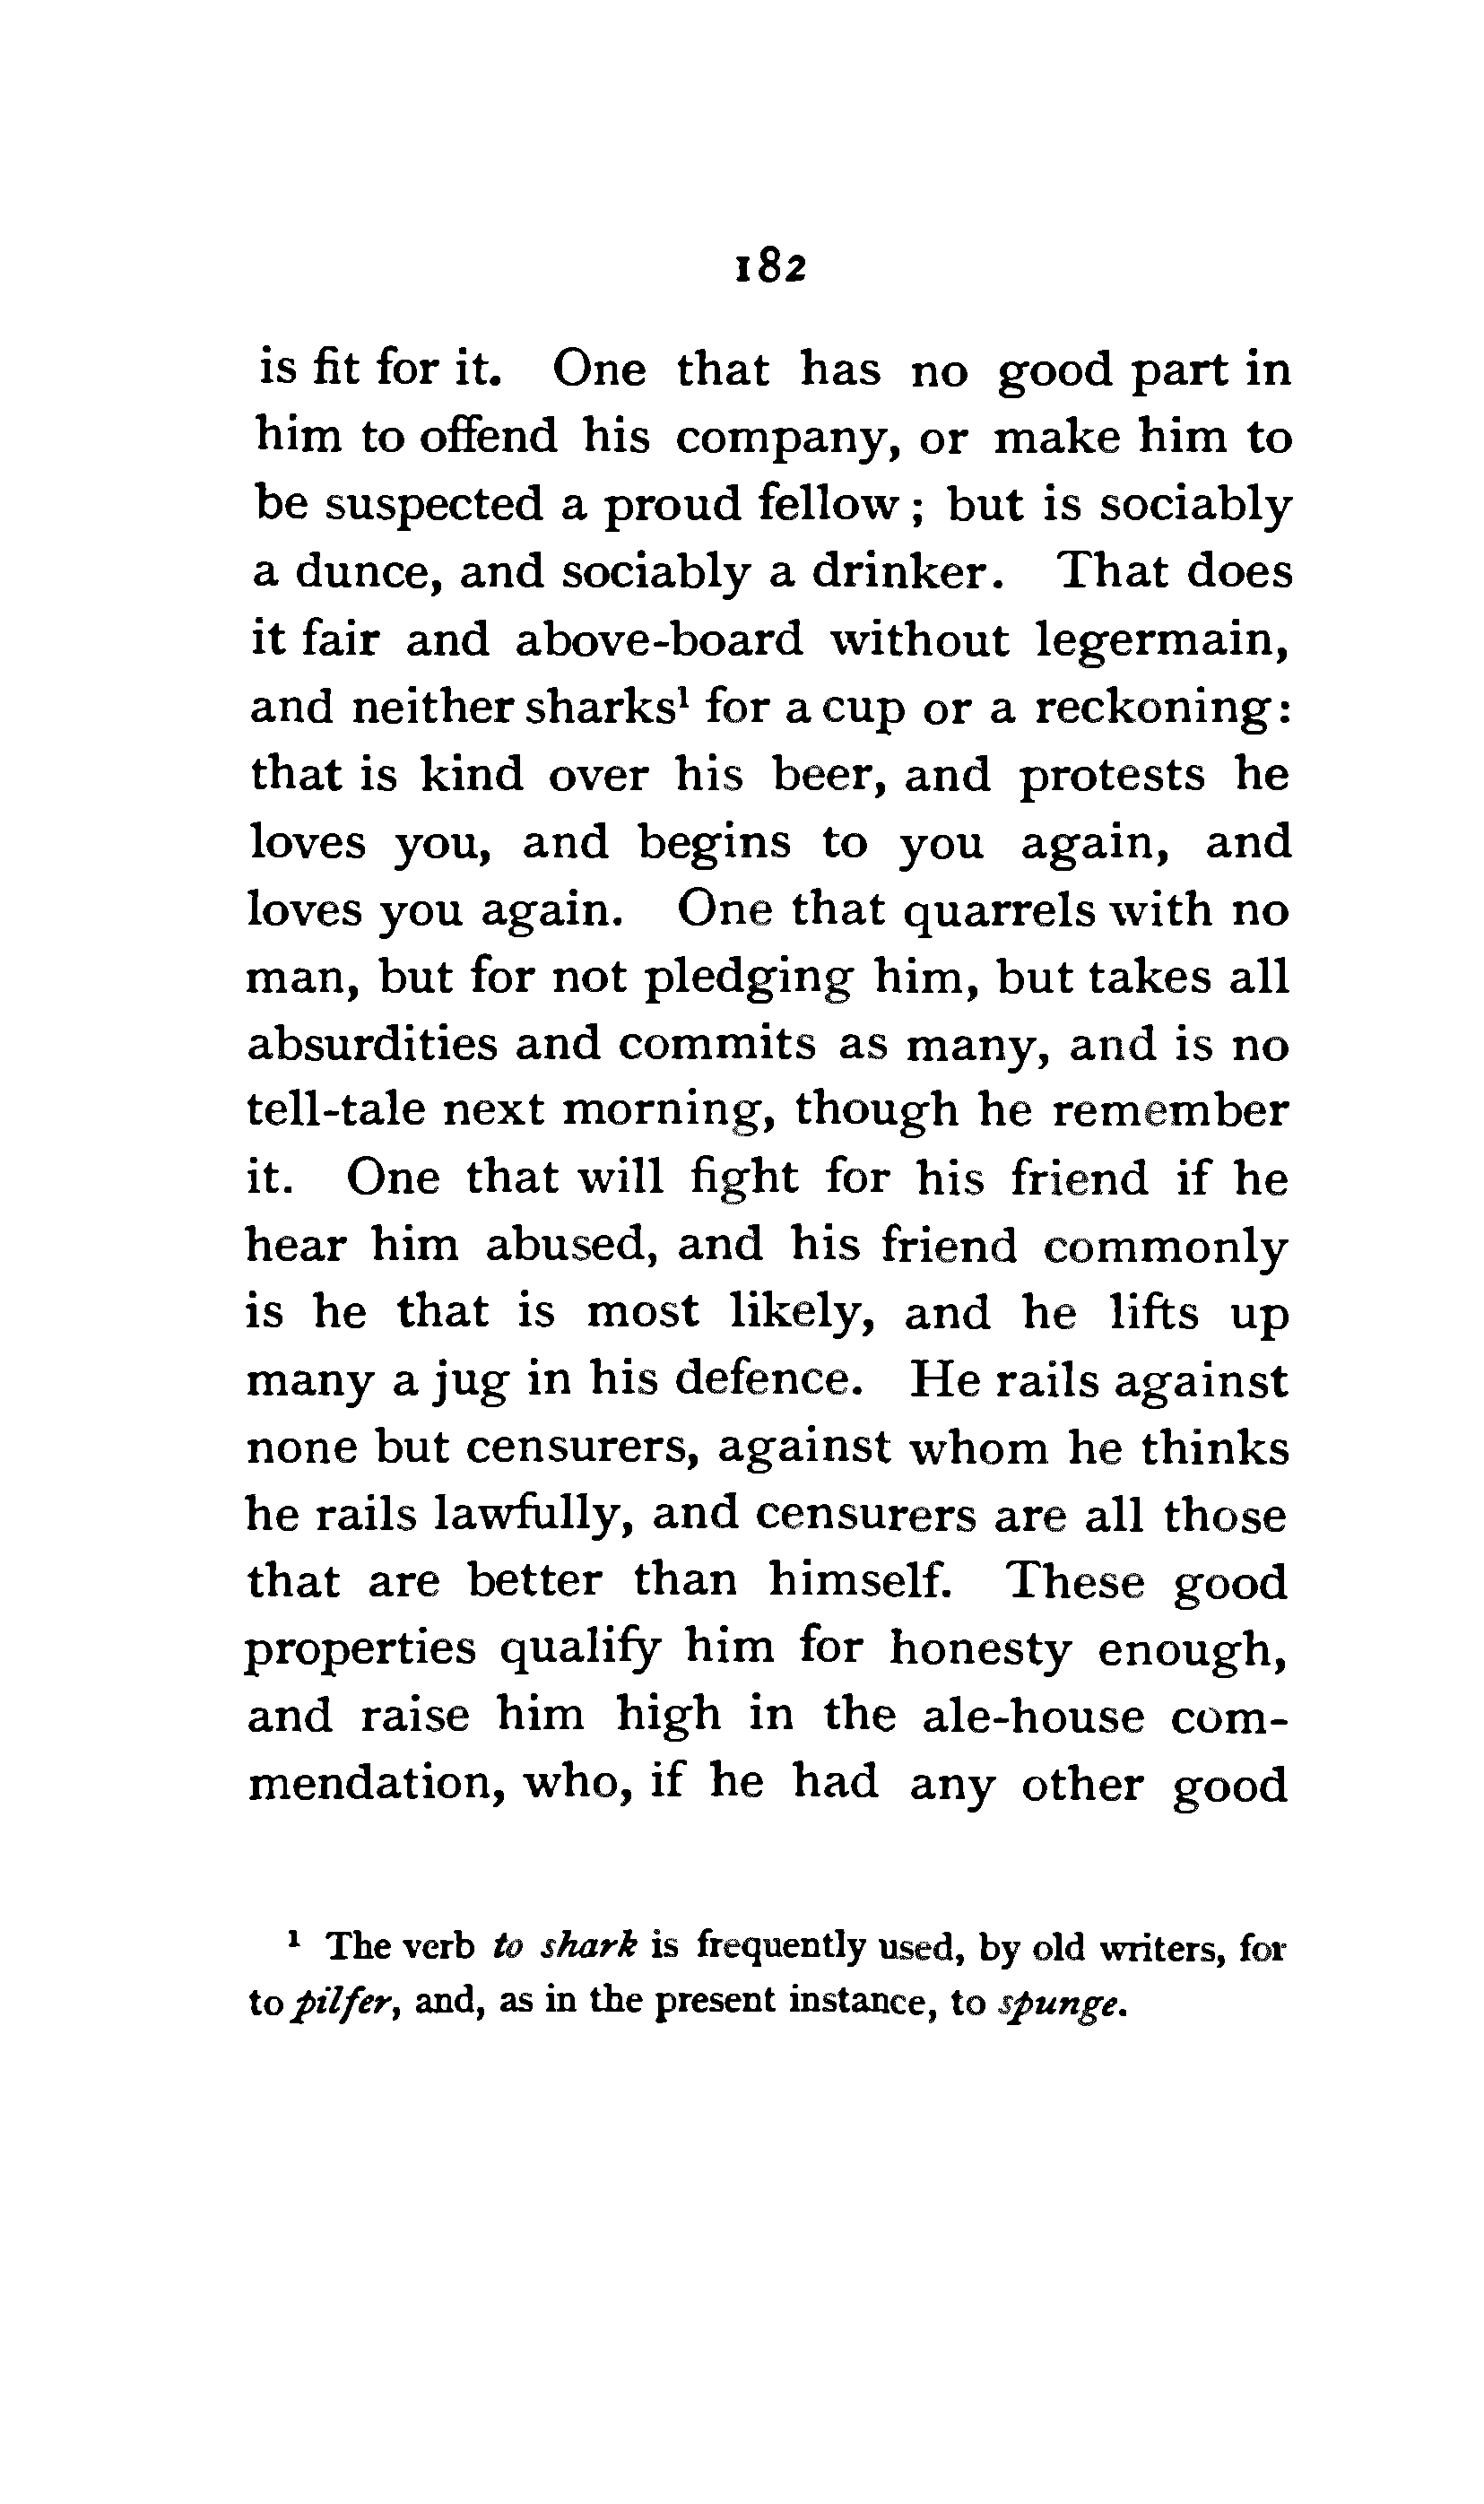 182
is fit for it. One that has no good part in
him to offend his company, or make him to
be suspected a proud fellow ; but is sociably
a dunce, and sociably a drinker. That does
it fair and above-board without legermain,
and neither sharks¹ for a cup or a reckoning:
that is kind over his beer, and protests he
loves you, and begins to you again, and
loves you again. One that quarrels with no
man, but for not pledging him, but takes all
absurdities and commits as many, and is no
tell-tale next morning, though he remember
it. One that will fight for his friend if he
hear him abused, and his friend commonly
is he that is most likely, and he lifts up
many a jug in his defence. He rails against
none but censurers, against whom he thinks
he rails lawfully, and censurers are all those
that are better than himself. These good
properties qualify him for honesty enough,
and raise him high in the ale-house com-
mendation, who, if he had any other good
¹ The verb to shark is frequently used, by old writers, for
to pilfer, and, as in the present instance, to spunge.